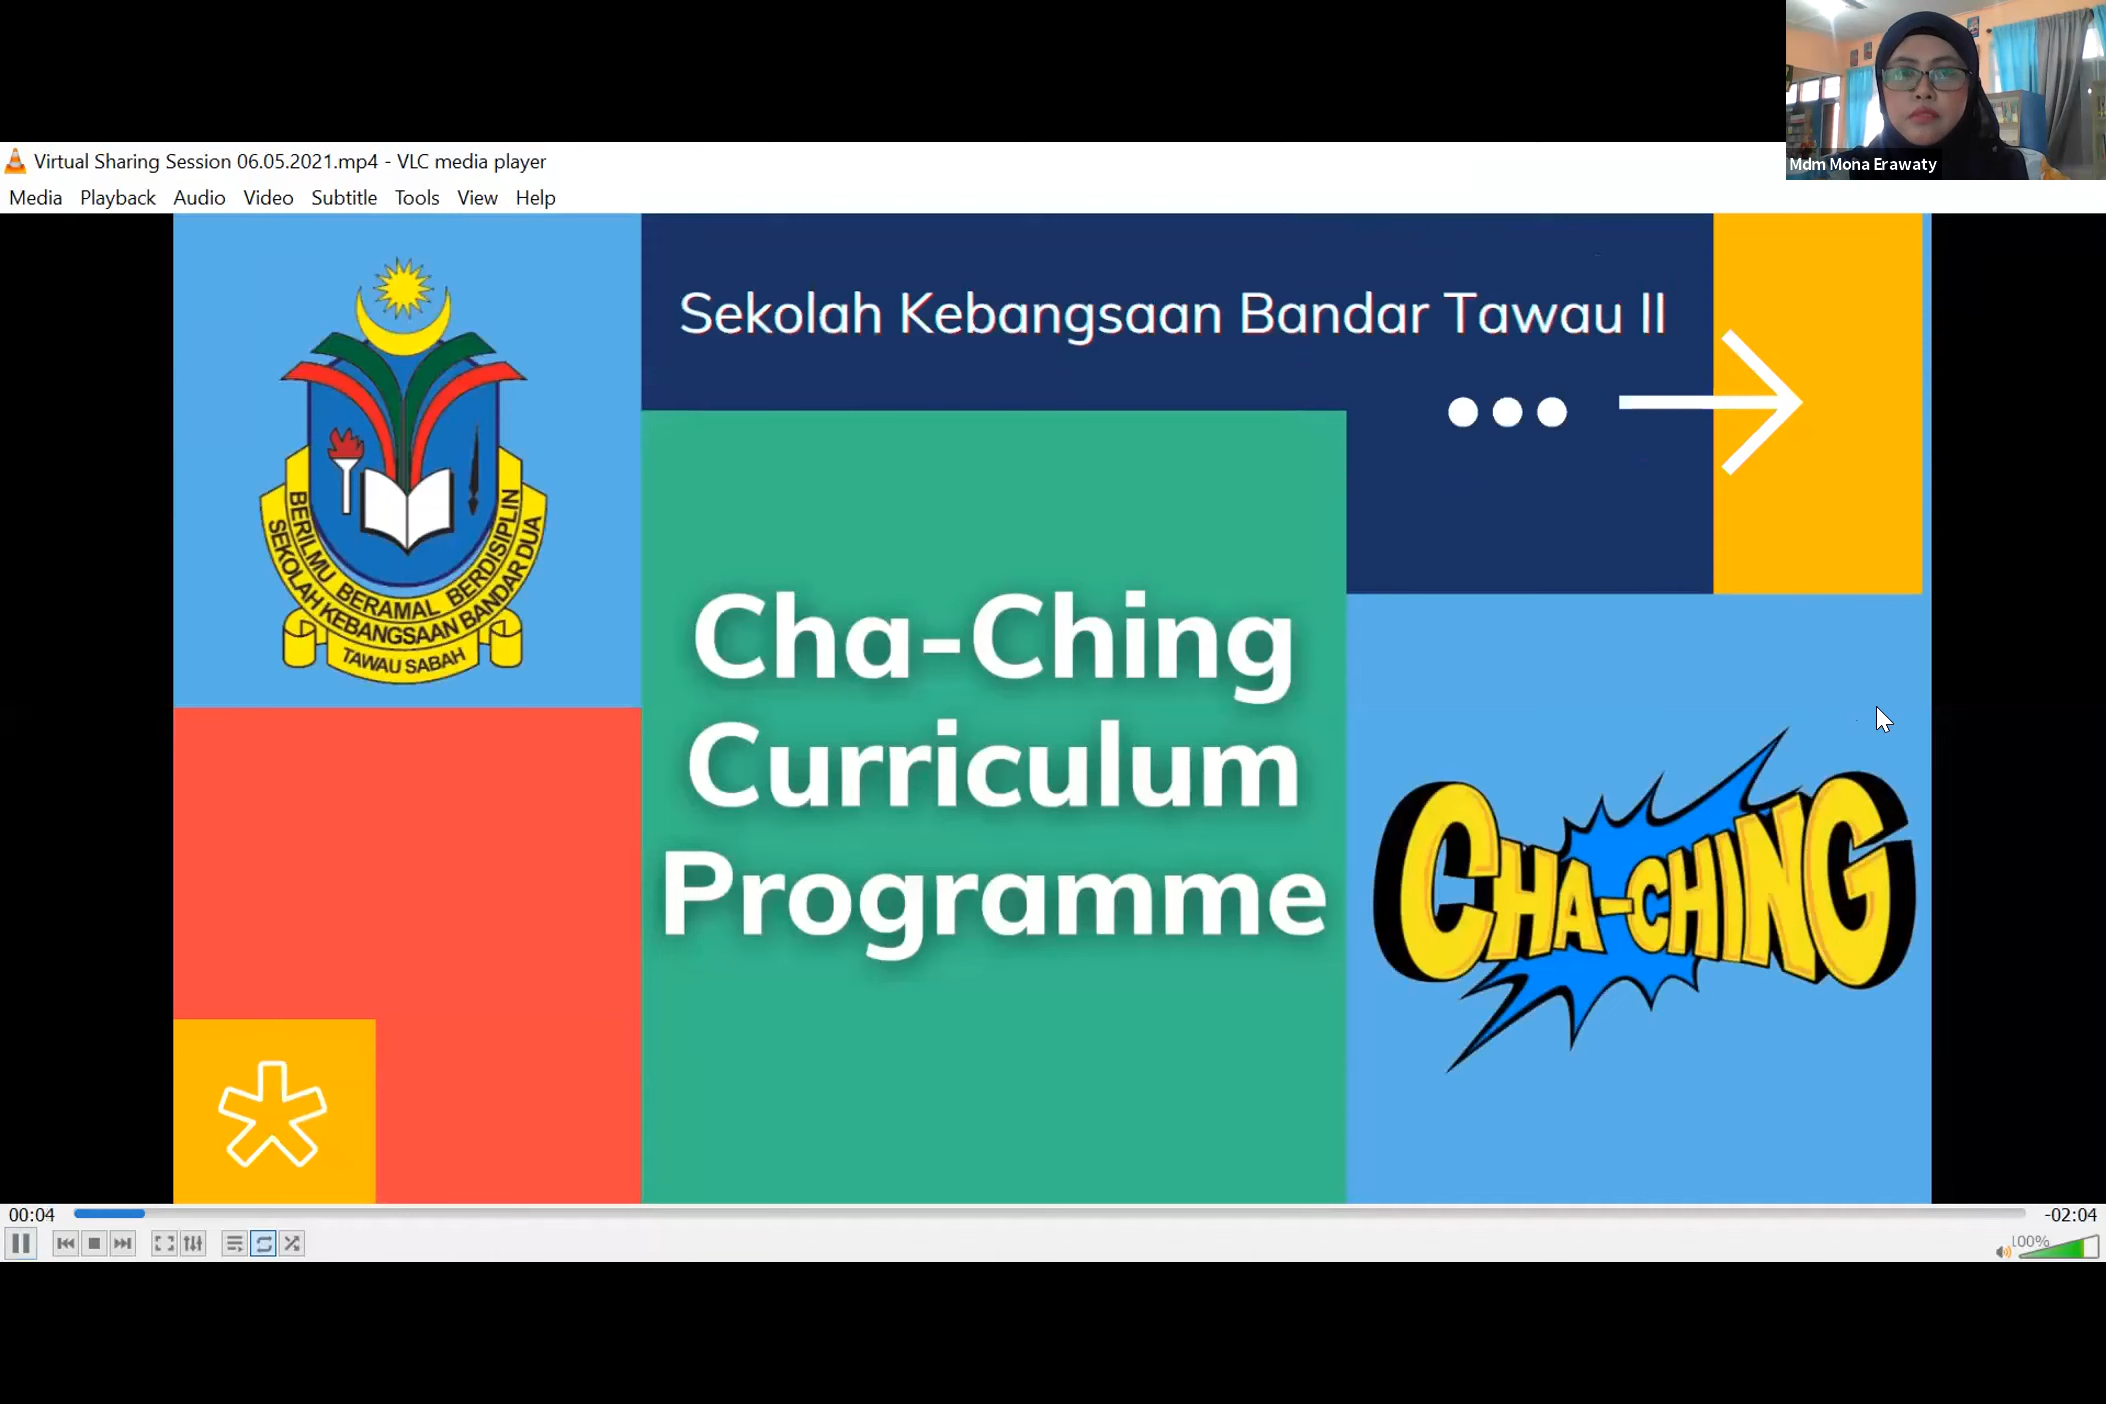 Mdm Mona Erawaty
Virtual Sharing Session 06.05.2021.mp4 - VLC media player
Media Playback Audio Video Subtitle Tools View Help
Sekolah Kebangsaan Bandar Tawau II
BERILMU BERAMAL BERDISIPLIN
SEKOLAH KEBANGSAAN BANDAR DUA
TAWAU SABAH
Cha-Ching
Curriculum
Programme
CHA-CHING
00:04
-02:04
100%